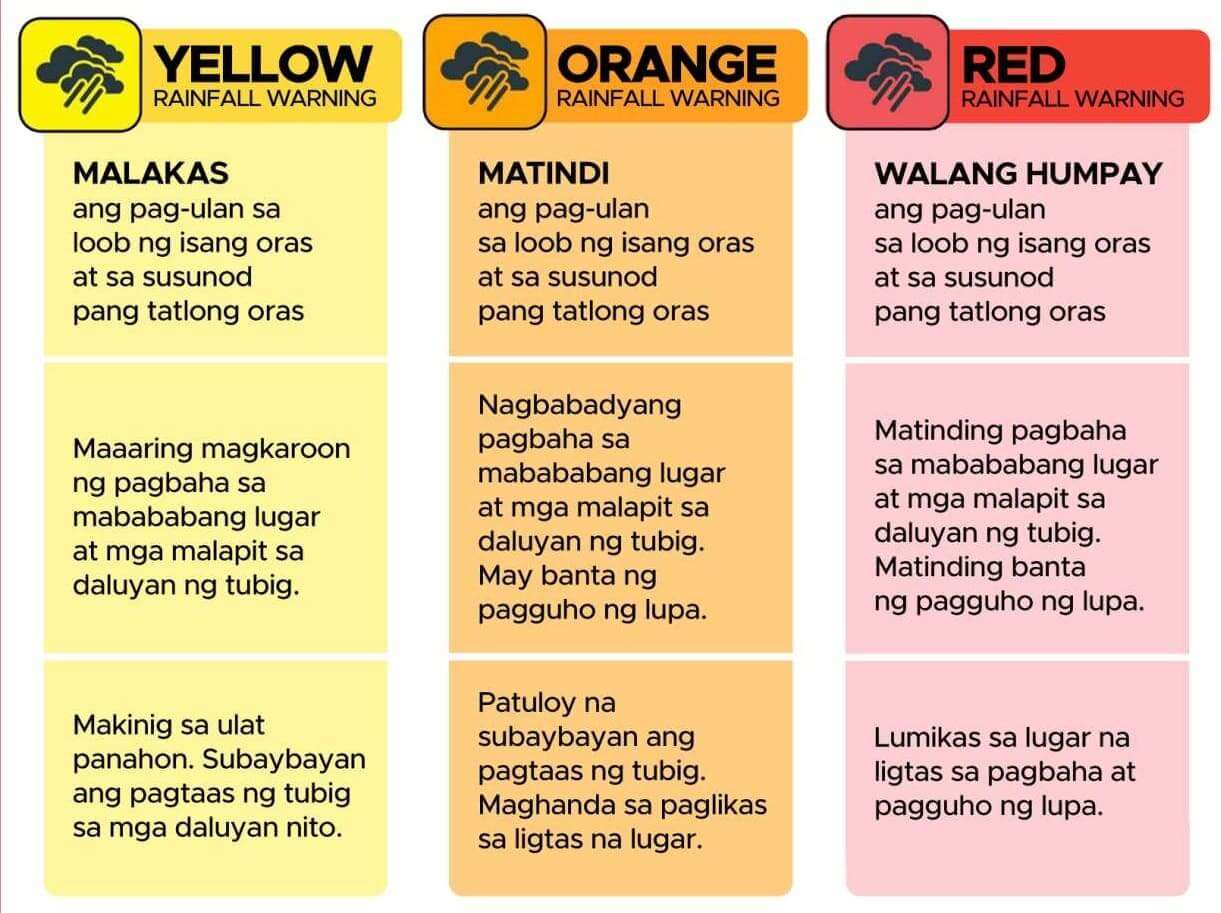 YELLOW
RAINFALL WARNING
MALAKAS
ang pag-ulan sa
loob ng isang oras
at sa susunod
pang tatlong oras
Maaaring magkaroon
ng pagbaha sa
mabababang lugar
at mga malapit sa
daluyan ng tubig.
Makinig sa ulat
panahon. Subaybayan
ang pagtaas ng tubig
sa mga daluyan nito.
ORANGE
RAINFALL WARNING
MATINDI
ang pag-ulan
sa loob ng isang oras
at sa susunod
pang tatlong oras
Nagbabadyang
pagbaha sa
mabababang lugar
at mga malapit sa
daluyan ng tubig.
May banta ng
pagguho ng lupa.
Patuloy na
subaybayan ang
pagtaas ng tubig.
Maghanda sa paglikas
sa ligtas na lugar.
RED
RAINFALL WARNING
WALANG HUMPAY
ang pag-ulan
sa loob ng isang oras
at sa susunod
pang tatlong oras
Matinding pagbaha
sa mabababang lugar
at mga malapit sa
daluyan ng tubig.
Matinding banta
ng pagguho ng lupa.
Lumikas sa lugar na
ligtas sa pagbaha at
pagguho ng lupa.